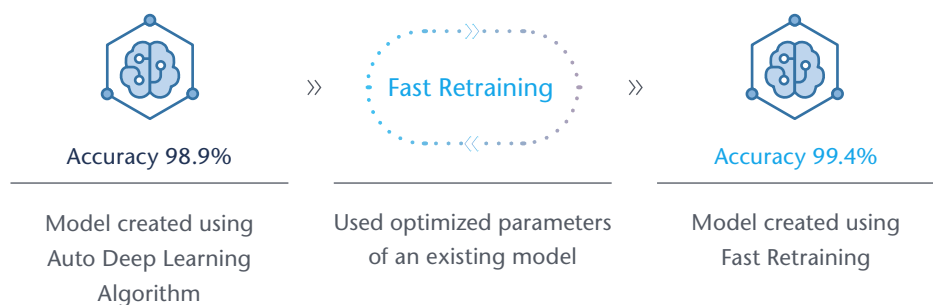 Fast Retraining
Accuracy 98.9%
Accuracy 99.4%
Model created using
Auto Deep Learning
Algorithm
Used optimized parameters
of an existing model
Model created using
Fast Retraining